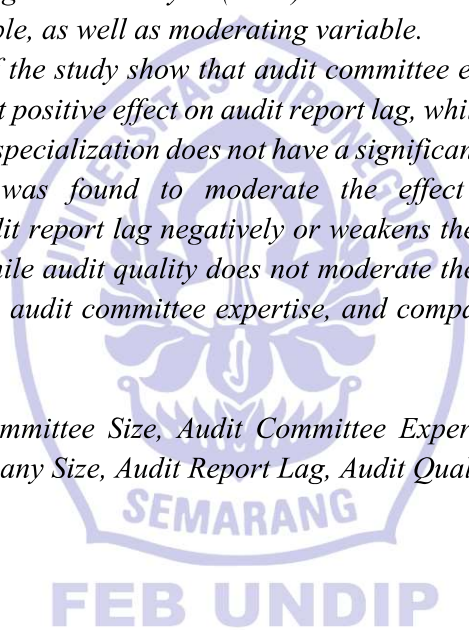 ble, as well as moderating variable.
f the study show that audit committee e
t positive effect on audit report lag, whil
specialization does not have a significan
was found to moderate the effect
dit report lag negatively or weakens the
hile audit quality does not moderate the
audit committee expertise, and compa
mmittee Size, Audit Committee Exper
any Size, Audit Report Lag, Audit Qual
UNIVERSITAS DIPONEGORO
SEMARANG
FEB UNDIP